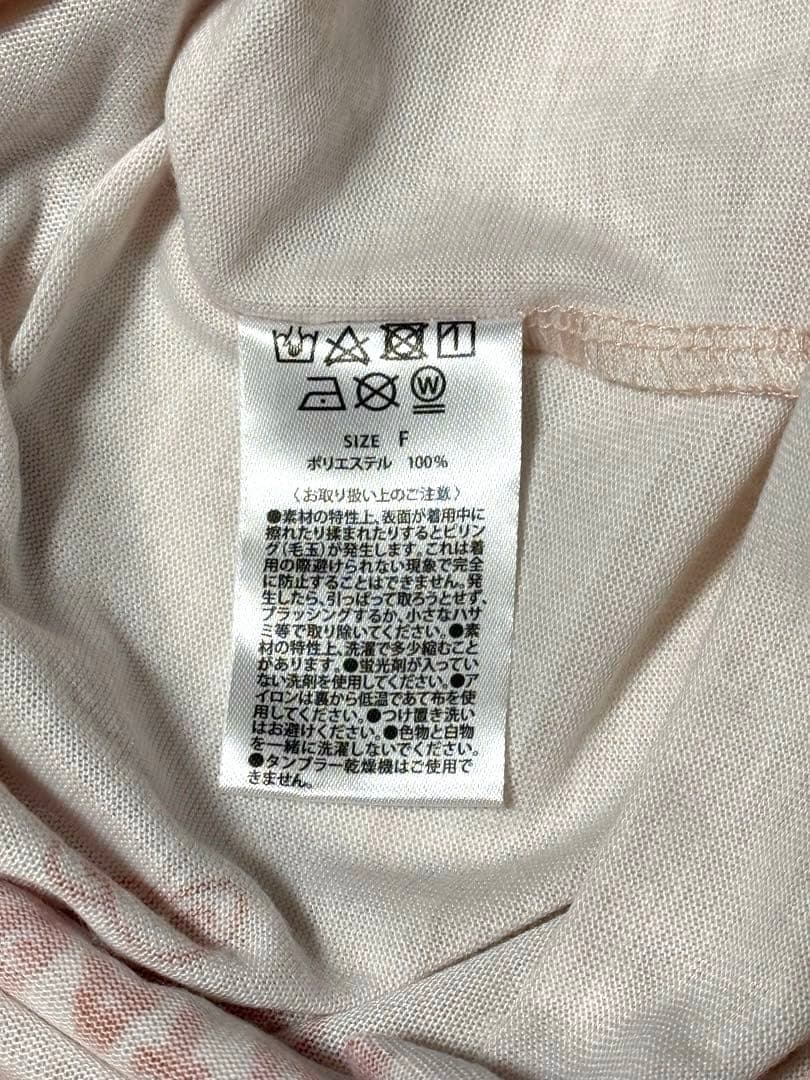 W
SIZE F
ポリエステル 100%
〈お取り扱い上のご注意〉
●素材の特性上、表面が着用中に
擦れたり揉まれたりするとピリン
グ(毛玉)が発生します。これは着
用の際避けられない現象で完全
に防止することはできません。発
生したら、引っぱって取ろうとせず、
ブラッシングするか、小さなハサ
ミ等で取り除いてください。●素
材の特性上、洗濯で多少縮むこと
があります。●蛍光剤が入ってい
ない洗剤を使用してください。●ア
イロンは裏から低温であて布を使
用してください。●つけ置き洗い
はお避けください。●色物と白物
を一緒に洗濯しないでください。
●タンブラー乾燥機はご使用で
きません。